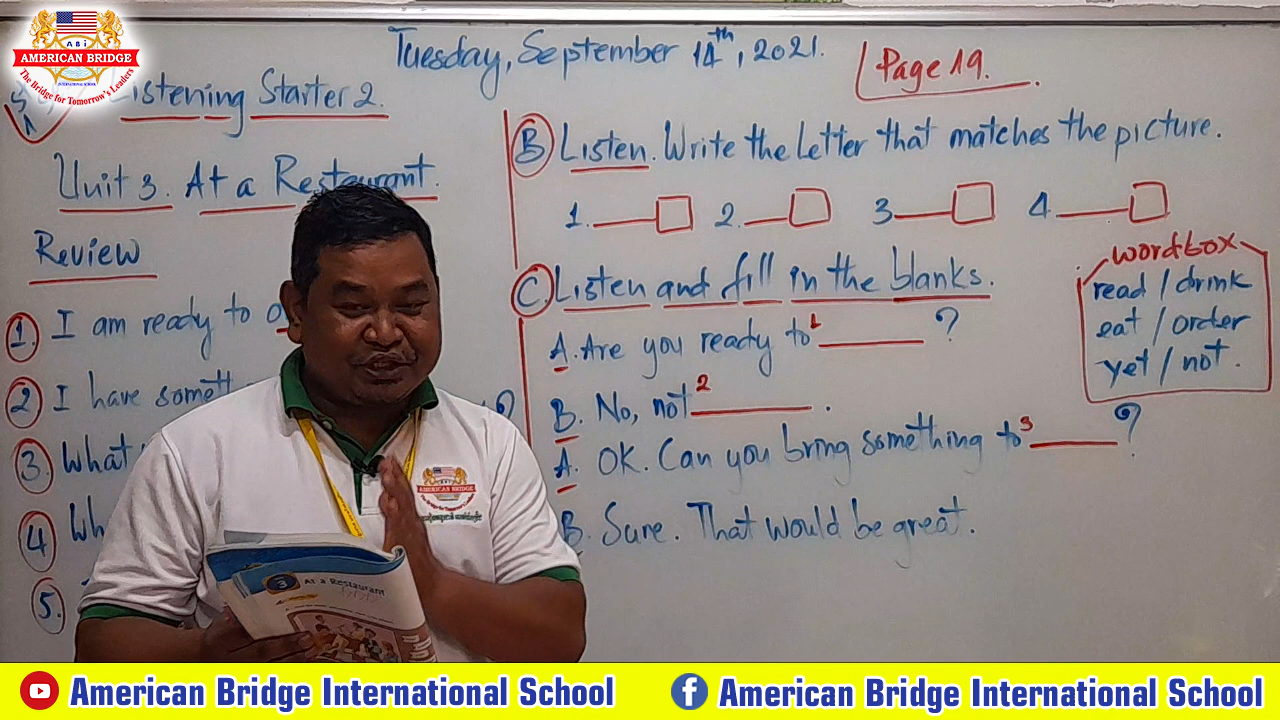 AMERICAN BRIDGE
The Bridge for Tomorrow's Leaders
Tuesday, September 14th, 2021.
Page 19.
Listening Starter 2.
Unit 3. At a Restaurant.
Review
1. I am ready to
2. I have someth ?
3. What
4. Wh
5.
B Listen. Write the letter that matches the picture.
1. 2. 3 4
C. Listen and fill in the blanks.
A. Are you ready to 1 ?
B. No, not 2 .
A. OK. Can you bring something to 3 ?
B. Sure. That would be great.
wordbox
read / drink
eat / order
yet / not.
AMERICAN BRIDGE
3 At a Restaurant
American Bridge International School
American Bridge International School